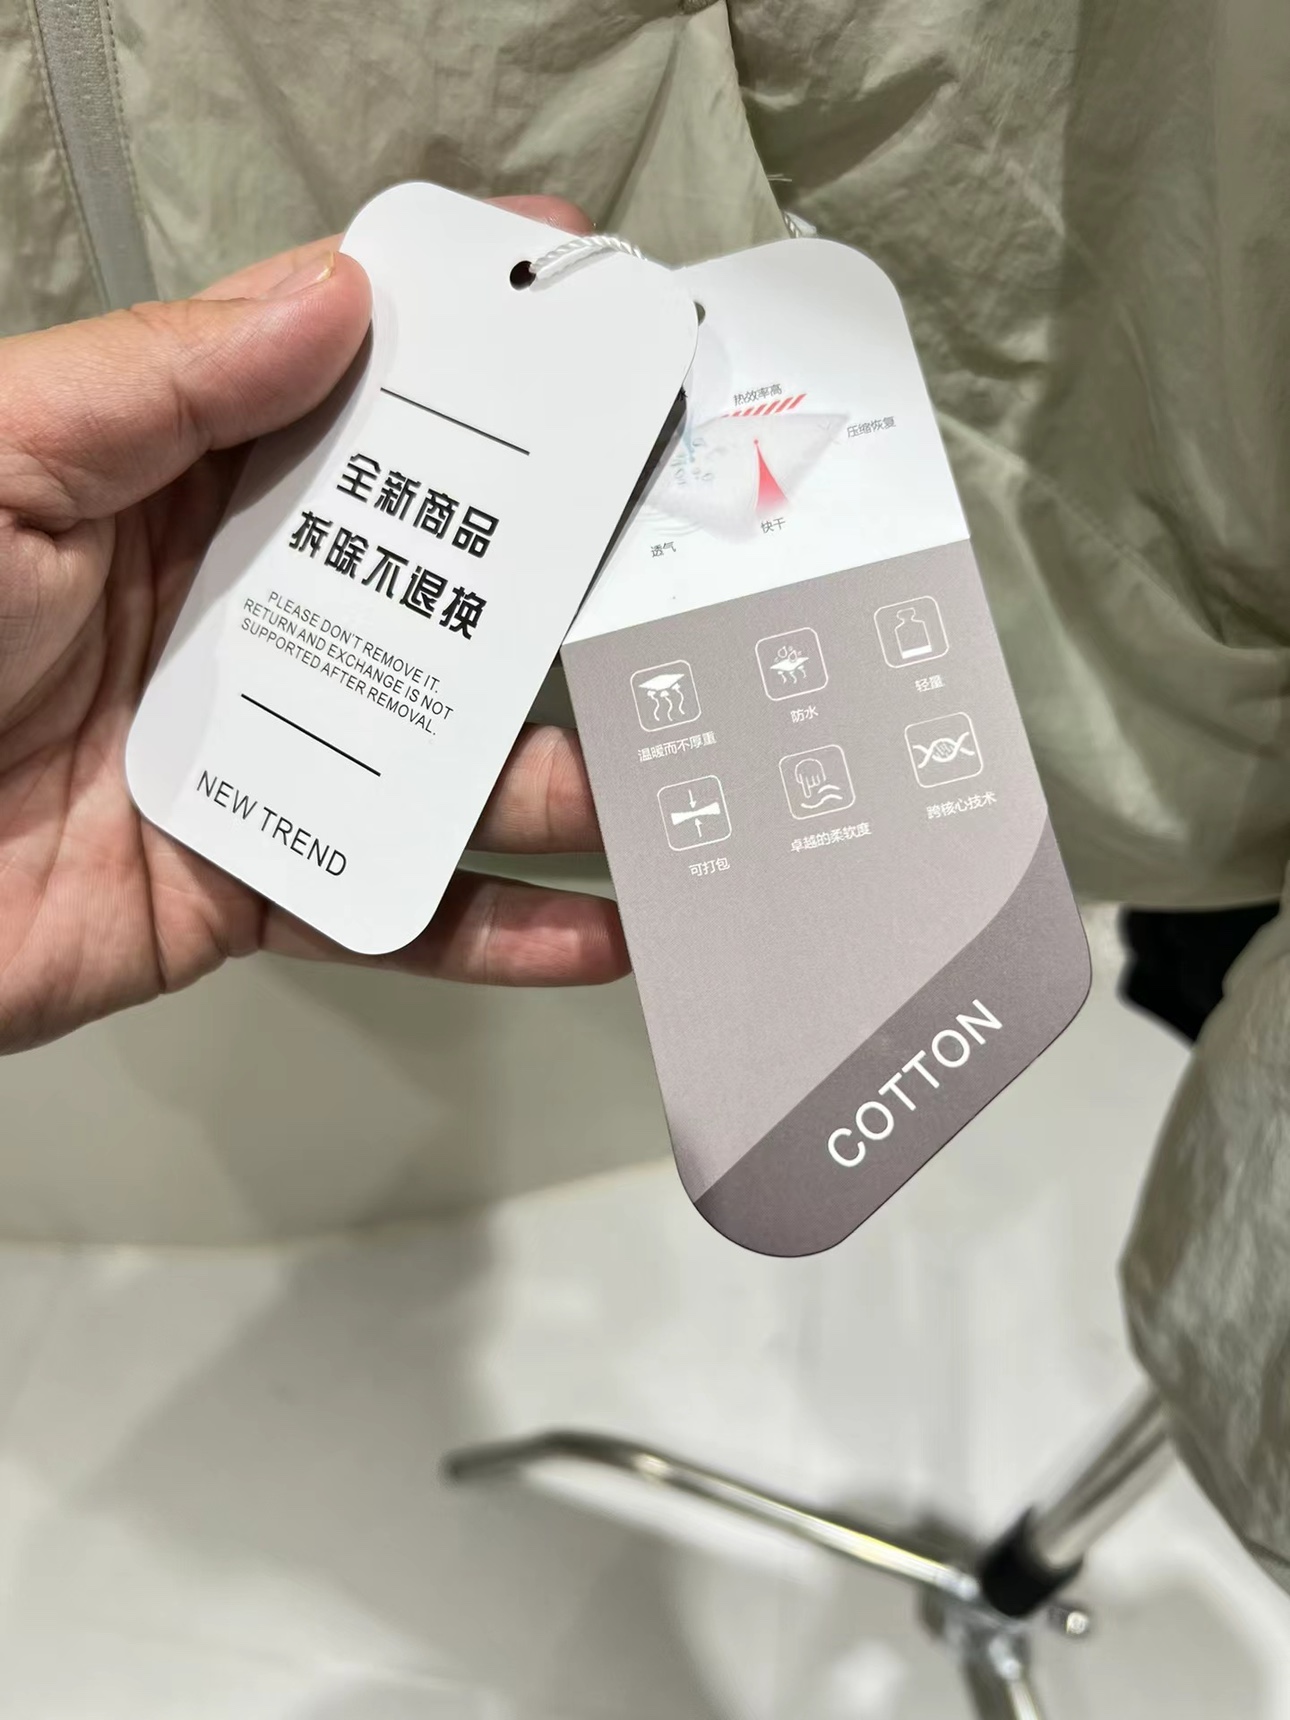 全新商品
拆除不退换
PLEASE DON'T REMOVE IT.
RETURN AND EXCHANGE IS NOT
SUPPORTED AFTER REMOVAL.
NEW TREND
热效率高
压缩恢复
快干
透气
温暖而不厚重
防水
轻量
可打包
卓越的柔软度
跨核心技术
COTTON